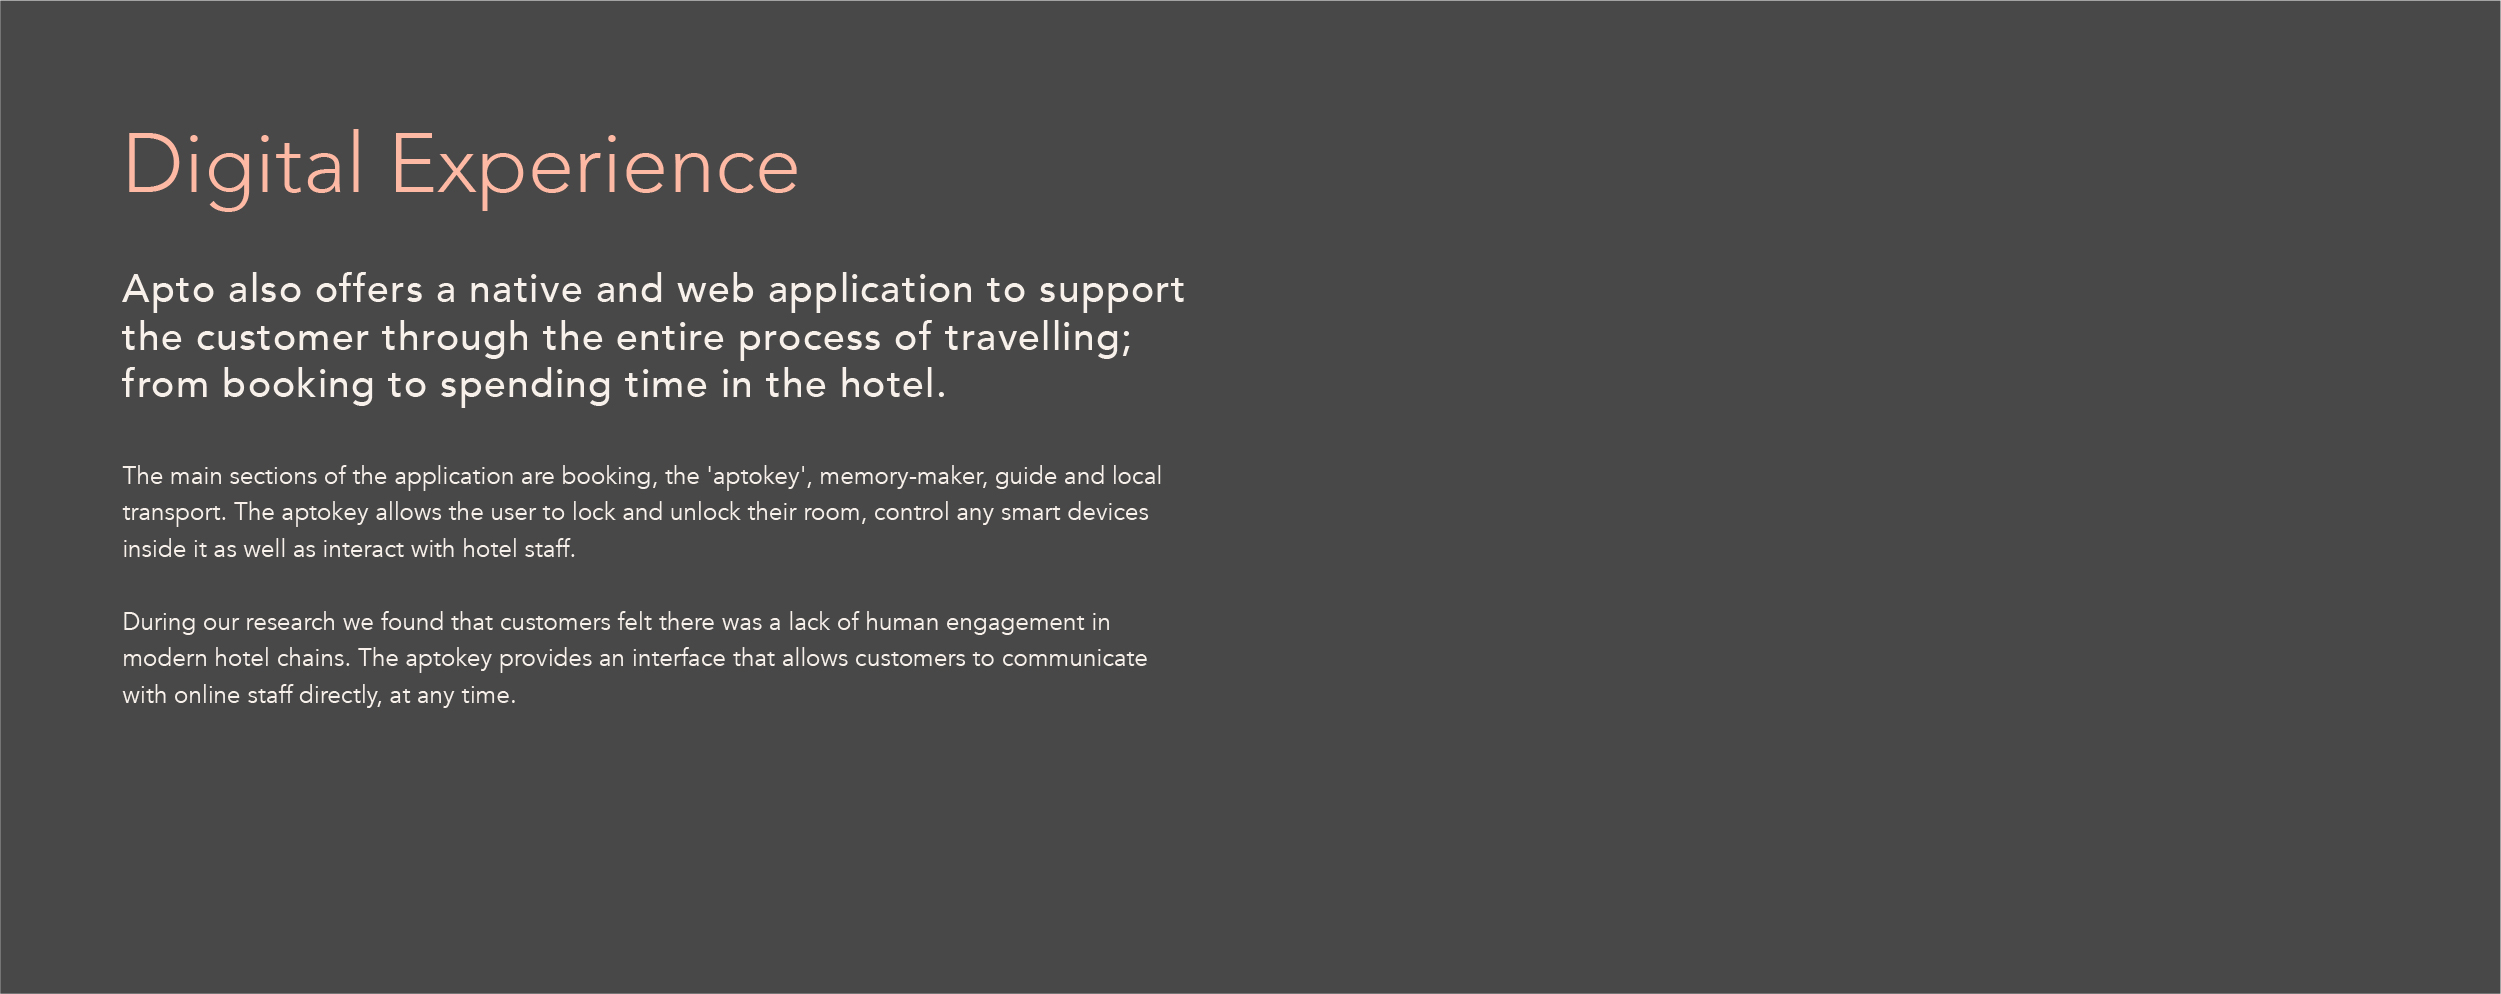 Digital Experience
Apto also offers a native and web application to support
the customer through the entire process of travelling;
from booking to spending time in the hotel.
The main sections of the application are booking, the 'aptokey', memory-maker, guide and local
transport. The aptokey allows the user to lock and unlock their room, control any smart devices
inside it as well as interact with hotel staff.
During our research we found that customers felt there was a lack of human engagement in
modern hotel chains. The aptokey provides an interface that allows customers to communicate
with online staff directly, at any time.